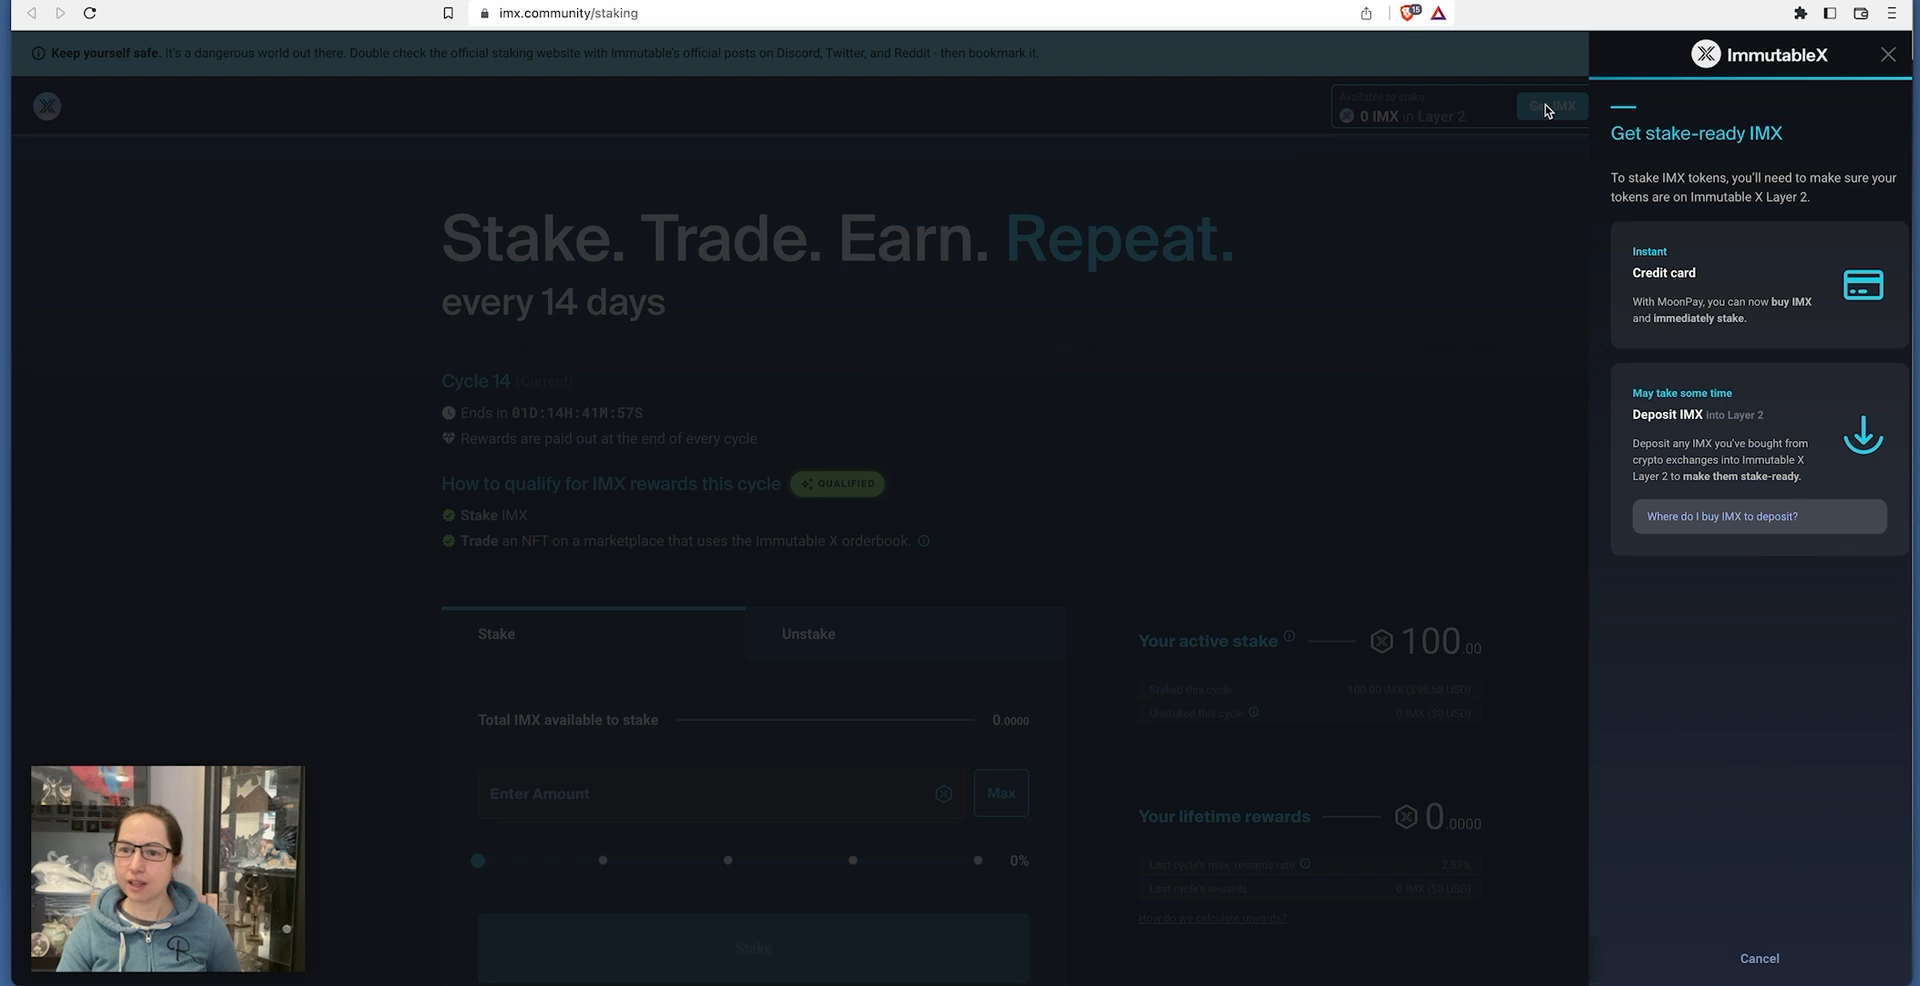 imx.community/staking
15
Keep yourself safe. It's a dangerous world out there. Double check the official staking website with Immutable's official posts on Discord, Twitter, and Reddit - then bookmark it.
Available to stake
0 IMX in Layer 2
Get IMX
Stake. Trade. Earn. Repeat.
every 14 days
Cycle 14 (Current)
Ends in 01D:14H:41M:57S
Rewards are paid out at the end of every cycle
How to qualify for IMX rewards this cycle
QUALIFIED
Stake IMX
Trade an NFT on a marketplace that uses the Immutable X orderbook.
Stake
Unstake
Total IMX available to stake
0.0000
Enter Amount
Max
0%
Stake
Your active stake
100.00
Staked this cycle
100.00 IMX ($96.58 USD)
Unstaked this cycle
0 IMX ($0 USD)
Your lifetime rewards
0.0000
Last cycle's max. rewards rate
2.52%
Last cycle's rewards
0 IMX ($0 USD)
How do we calculate rewards?
ImmutableX
Get stake-ready IMX
To stake IMX tokens, you'll need to make sure your
tokens are on Immutable X Layer 2.
Instant
Credit card
With MoonPay, you can now buy IMX
and immediately stake.
May take some time
Deposit IMX into Layer 2
Deposit any IMX you've bought from
crypto exchanges into Immutable X
Layer 2 to make them stake-ready.
Where do I buy IMX to deposit?
Cancel